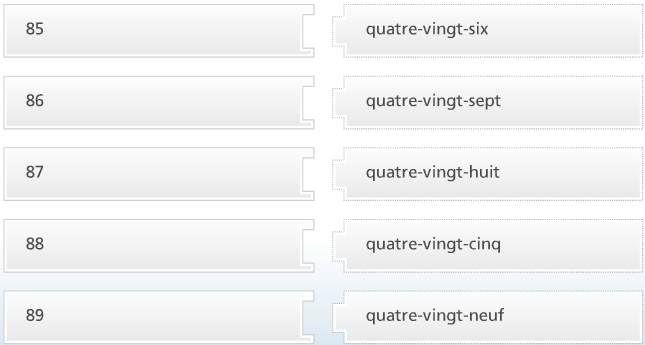 85 quatre-vingt-six
86 quatre-vingt-sept
87 quatre-vingt-huit
88 quatre-vingt-cinq
89 quatre-vingt-neuf